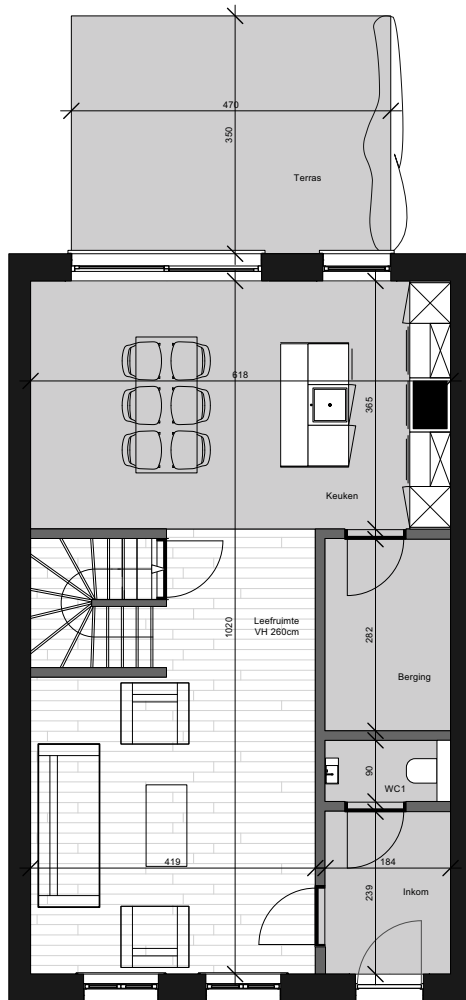 470
350
Terras
618
365
Keuken
1020
Leefruimte
VH 260cm
282
Berging
90
WC1
419
184
239
Inkom